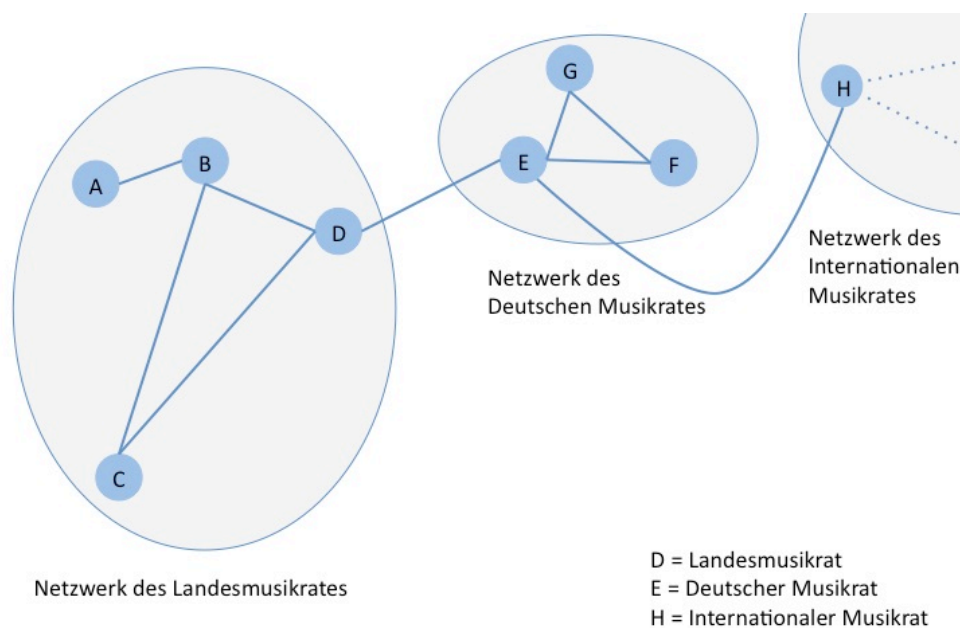 G
H
B
E
F
A
D
Netzwerk des
Internationalen
Musikrates
Netzwerk des
Deutschen Musikrates
C
Netzwerk des Landesmusikrates
D = Landesmusikrat
E = Deutscher Musikrat
H = Internationaler Musikrat